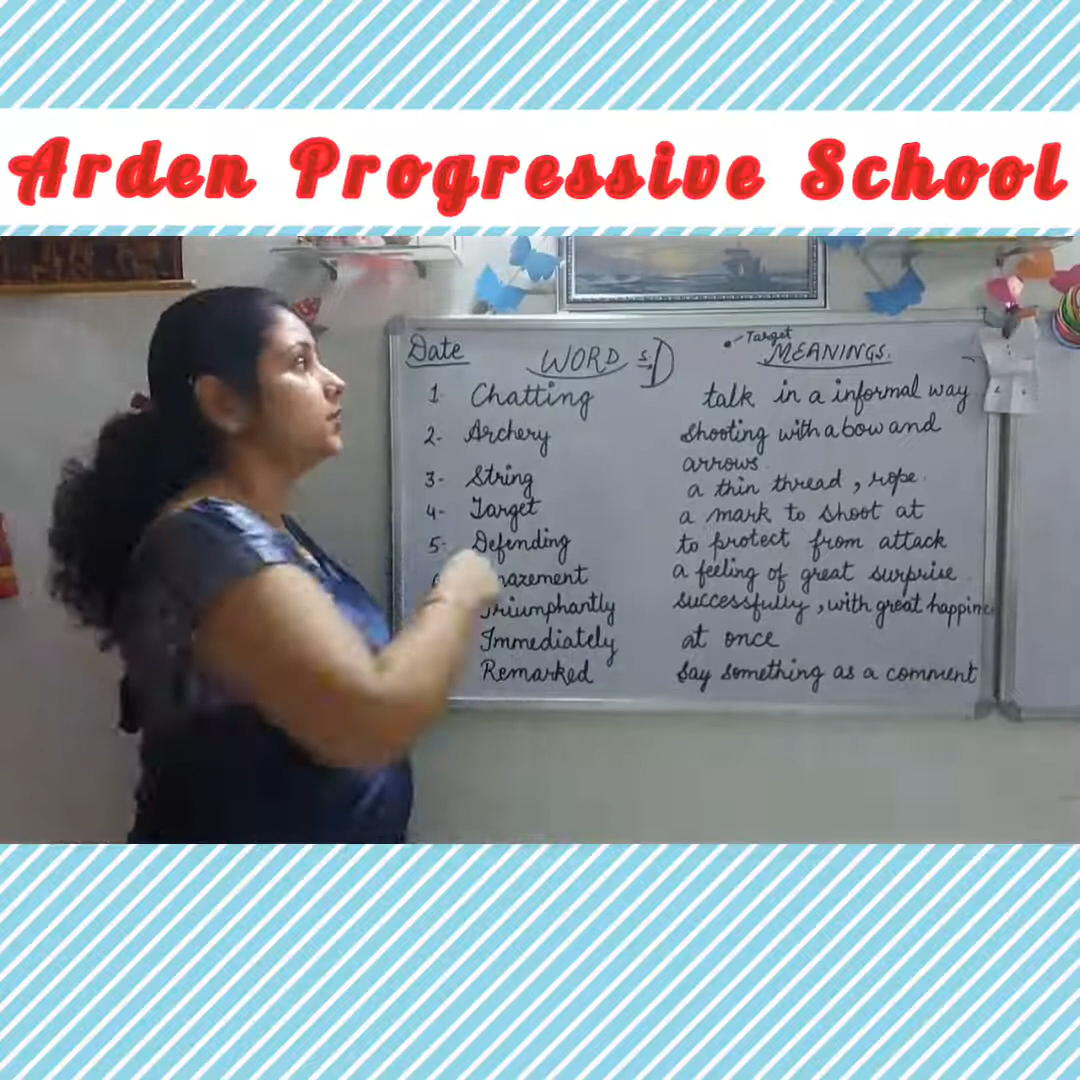 Arden Progressive School
Date WORD S Target
MEANINGS.
1. Chatting talk in a informal way
2- Archery shooting with a bow and
arrows.
3- String a thin thread, rope.
4- Target a mark to shoot at
5- Defending to protect from attack
mazement a feeling of great surprise.
Triumphantly successfully, with great happine
Immediately at once
Remarked say something as a comment